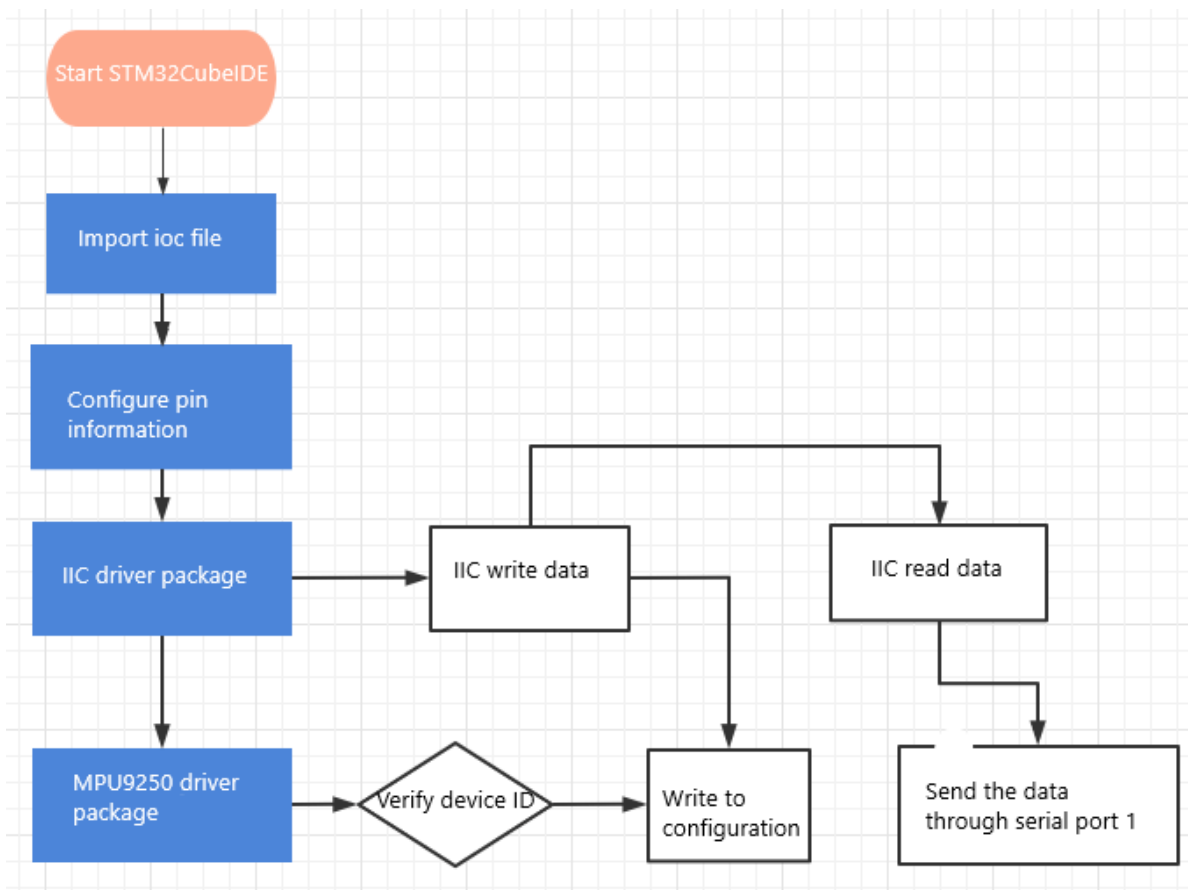 Start STM32CubeIDE
Import ioc file
Configure pin
information
IIC driver package
IIC write data
IIC read data
MPU9250 driver
package
Verify device ID
Write to
configuration
Send the data
through serial port 1